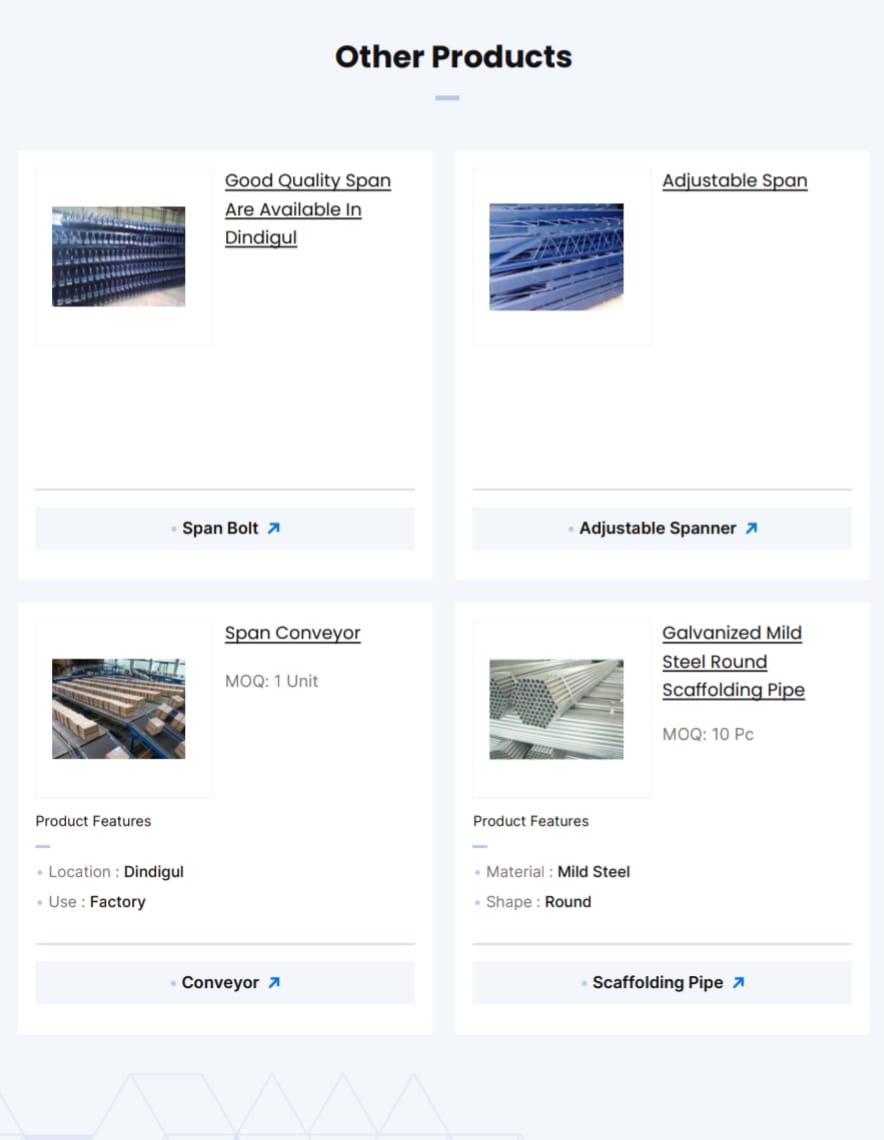 Other Products
Good Quality Span
Are Available In
Dindigul
Span Bolt
Adjustable Span
Adjustable Spanner
Span Conveyor
MOQ: 1 Unit
Product Features
• Location : Dindigul
• Use : Factory
Conveyor
Galvanized Mild
Steel Round
Scaffolding Pipe
MOQ: 10 Pc
Product Features
• Material : Mild Steel
• Shape : Round
Scaffolding Pipe